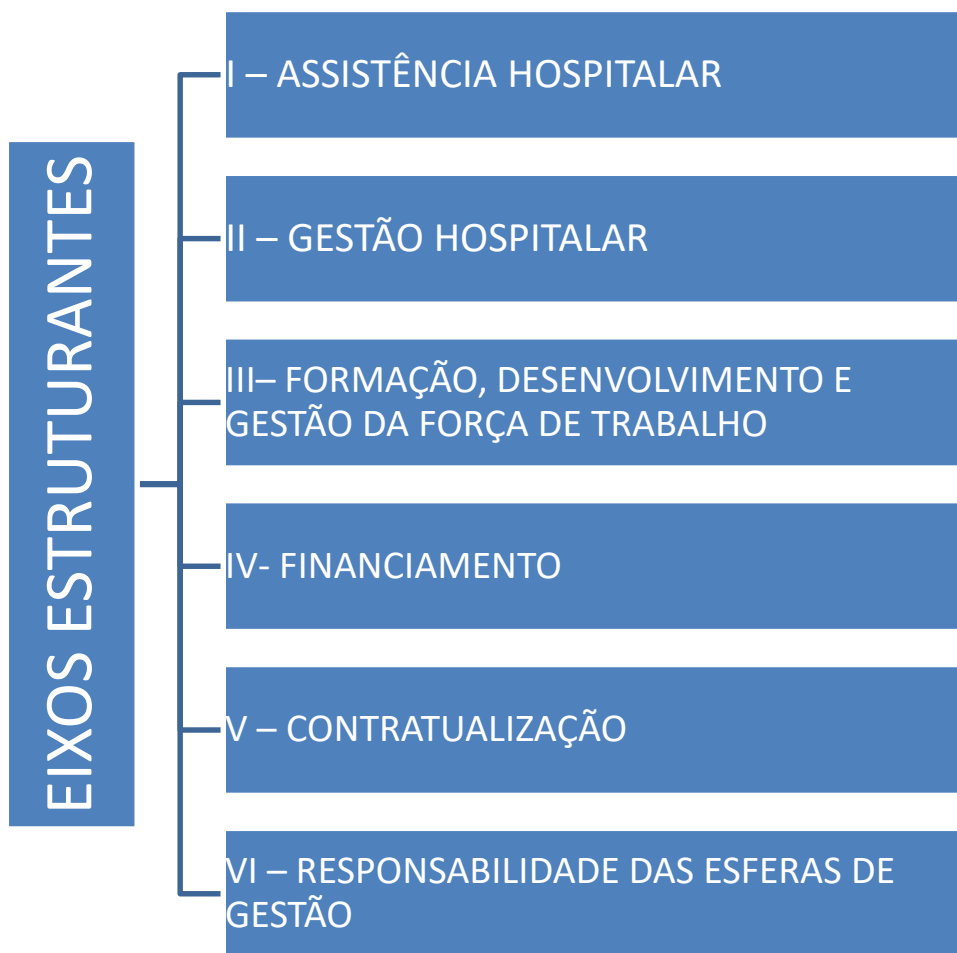 EIXOS ESTRUTURANTES
I – ASSISTÊNCIA HOSPITALAR
II – GESTÃO HOSPITALAR
III– FORMAÇÃO, DESENVOLVIMENTO E
GESTÃO DA FORÇA DE TRABALHO
IV- FINANCIAMENTO
V – CONTRATUALIZAÇÃO
VI – RESPONSABILIDADE DAS ESFERAS DE
GESTÃO